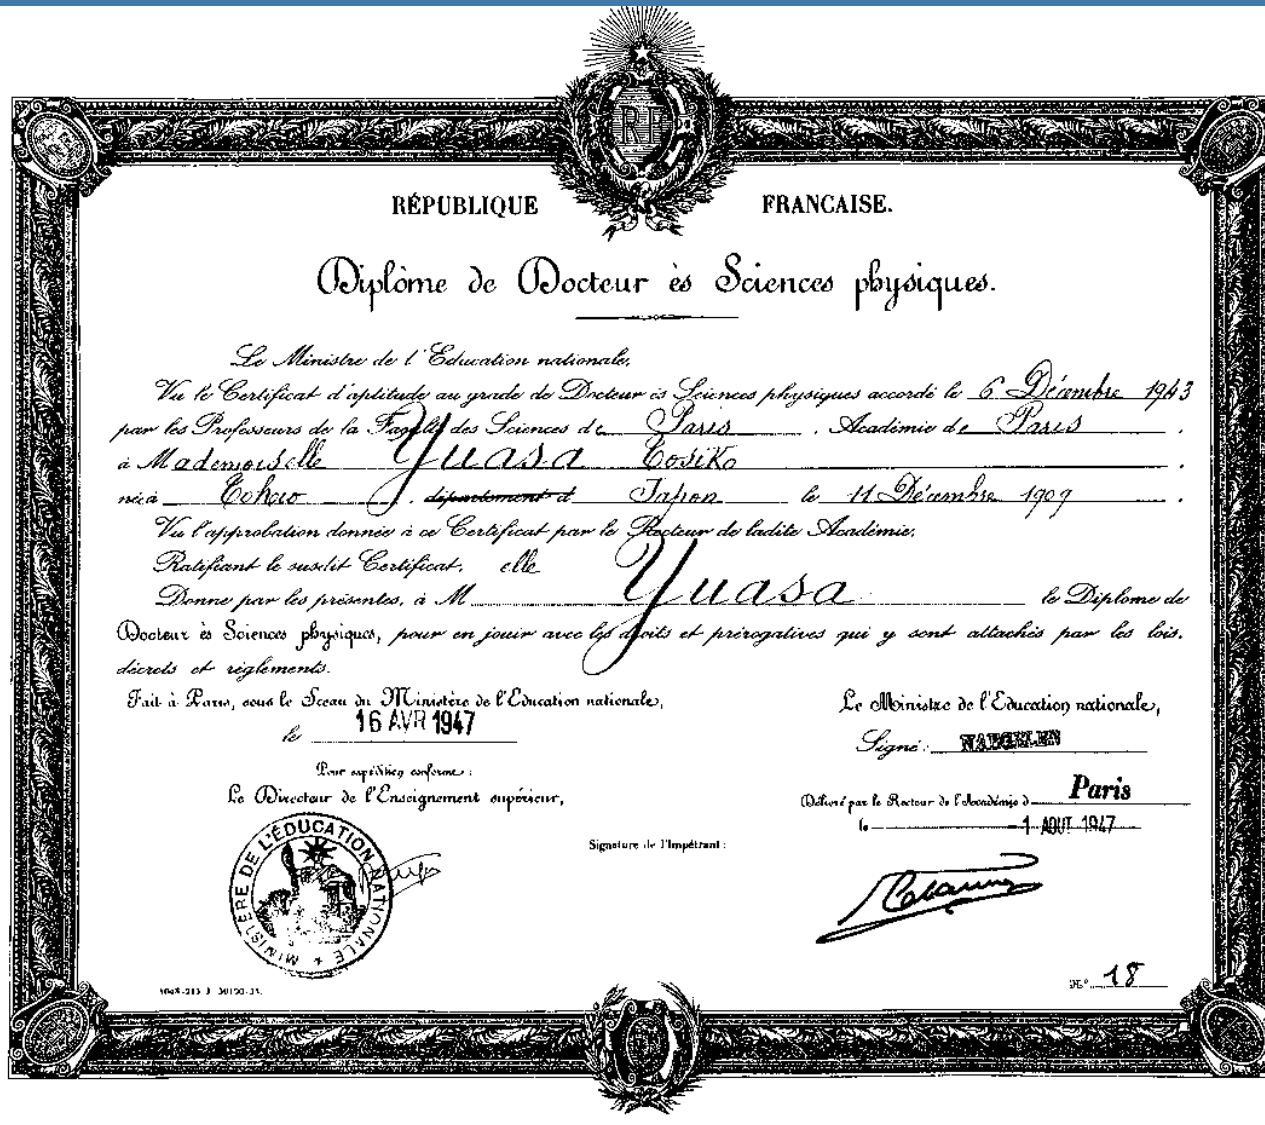 RF
RÉPUBLIQUE FRANCAISE.
Diplôme de Docteur ès Sciences physiques.
Le Ministre de l'Education nationale,
Vu le Certificat d'aptitude au grade de Docteur ès Sciences physiques accordé le 6 Décembre 1943
par les Professeurs de la Faculté des Sciences de Paris, Académie de Paris.
à Mademoiselle Yuasa Tosiko.
née à Tokyo, département d Japon le 11 Décembre 1909.
Vu l'approbation donnée à ce Certificat par le Recteur de ladite Académie,
Ratifiant le susdit Certificat, elle
Donne par les présentes, à M Yuasa le Diplome de
Docteur ès Sciences physiques, pour en jouir avec les droits et prérogatives qui y sont attachés par les lois,
décrets et règlements.
Fait à Paris, sous le Sceau du Ministère de l'Education nationale,
le 16 AVR 1947
Pour expédition conforme :
Le Directeur de l'Enseignement supérieur,
MINISTÈRE DE L'ÉDUCATION NATIONALE
Signature de l'Impétrant :
Le Ministre de l'Education nationale,
Signé : NAEGELEN
Délivré par le Recteur de l'Académie d Paris
le -1 AOUT 1947
N° 18